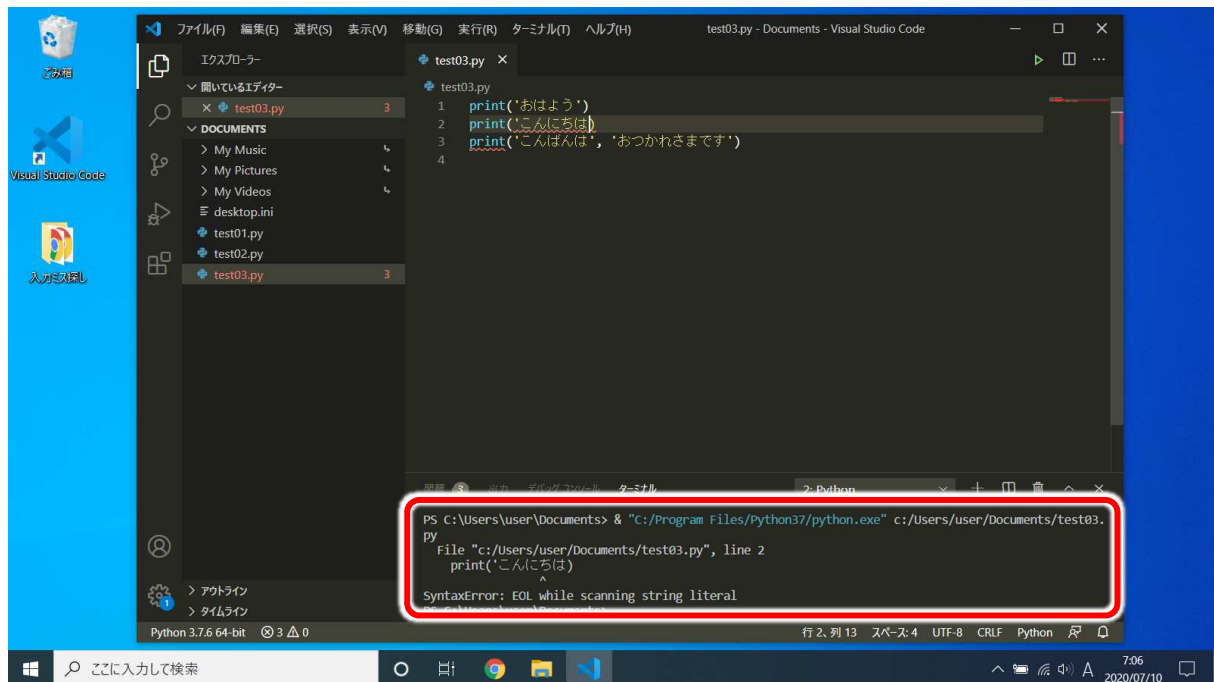 ごみ箱
Visual Studio Code
入力ミス探し
ファイル(F) 編集(E) 選択(S) 表示(V) 移動(G) 実行(R) ターミナル(T) ヘルプ(H) test03.py - Documents - Visual Studio Code
エクスプローラー
開いているエディター
test03.py 3
DOCUMENTS
My Music
My Pictures
My Videos
desktop.ini
test01.py
test02.py
test03.py 3
アウトライン
タイムライン
test03.py
test03.py
1 print('おはよう')
2 print('こんにちは)
3 print('こんばんは', 'おつかれさまです')
4
問題 3 出力 デバッグ コンソール ターミナル 2: Python
PS C:\Users\user\Documents> & "C:/Program Files/Python37/python.exe" c:/Users/user/Documents/test03.
py
File "c:/Users/user/Documents/test03.py", line 2
print('こんにちは)
^
SyntaxError: EOL while scanning string literal
PS C:\Users\user\Documents>
1
Python 3.7.6 64-bit 3 0 行 2、列 13 スペース: 4 UTF-8 CRLF Python
ここに入力して検索
A 7:06
2020/07/10